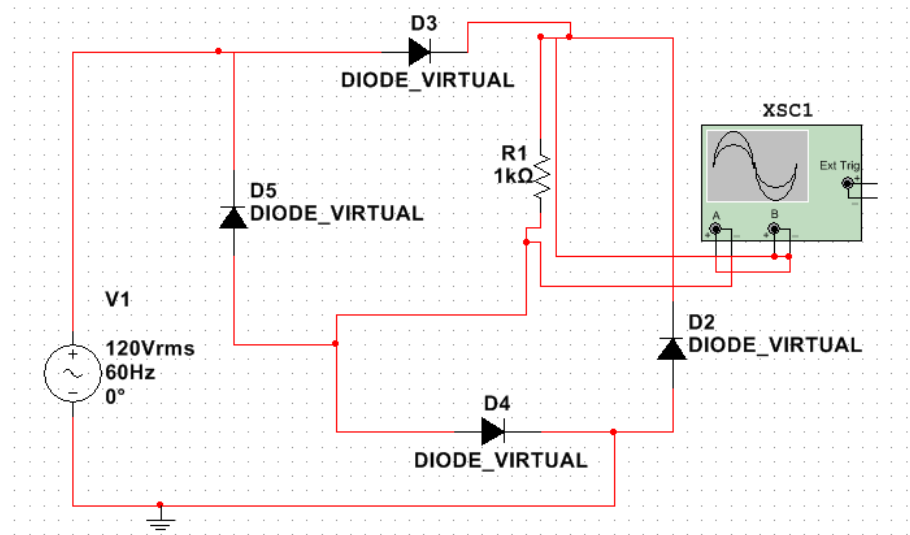 D3
DIODE_VIRTUAL
XSC1
Ext Trig
+
−
A
B
+ − + −
R1
1kΩ
D5
DIODE_VIRTUAL
V1
+
−
120Vrms
60Hz
0°
D2
DIODE_VIRTUAL
D4
DIODE_VIRTUAL